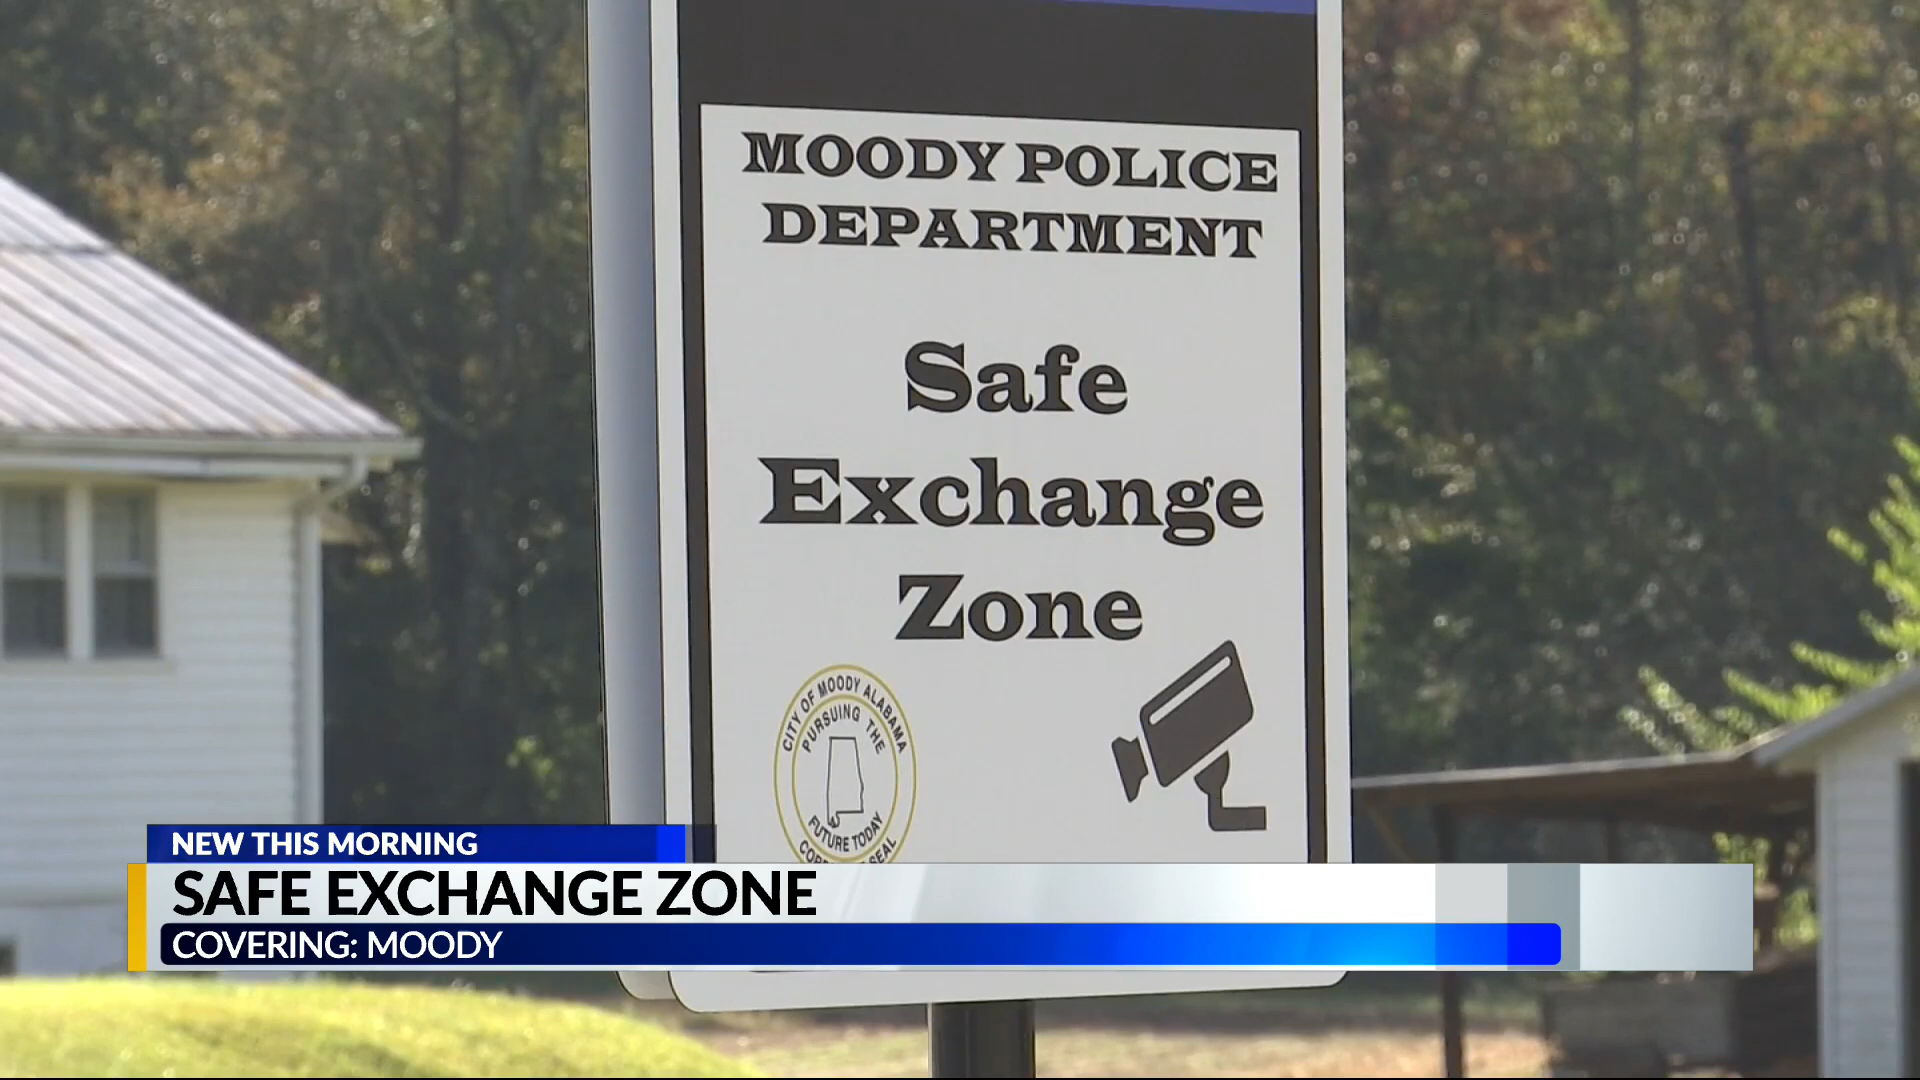 MOODY POLICE
DEPARTMENT
Safe
Exchange
Zone
CITY OF MOODY ALABAMA
PURSUING THE
FUTURE TODAY
SEAL
NEW THIS MORNING
SAFE EXCHANGE ZONE
COVERING: MOODY